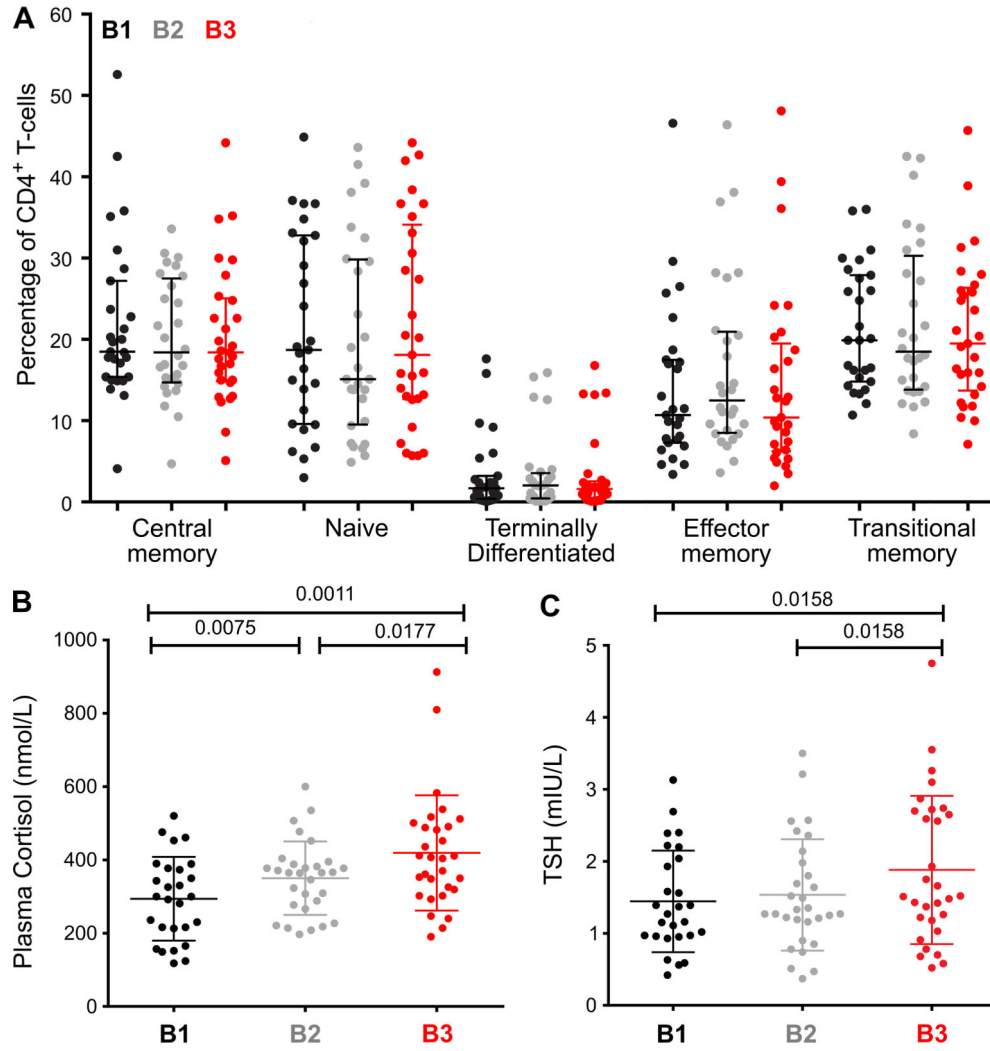 A
B1 B2 B3
Percentage of CD4+ T-cells
60
50
40
30
20
10
0
Central memory
Naive
Terminally Differentiated
Effector memory
Transitional memory
B
0.0011
0.0075
0.0177
Plasma Cortisol (nmol/L)
1000
800
600
400
200
0
B1 B2 B3
C
0.0158
0.0158
TSH (mIU/L)
5
4
3
2
1
0
B1 B2 B3